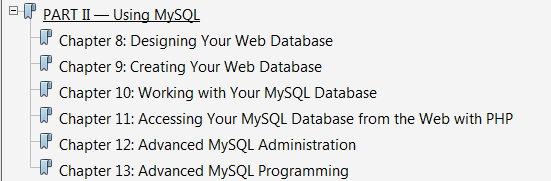 PART II — Using MySQL
Chapter 8: Designing Your Web Database
Chapter 9: Creating Your Web Database
Chapter 10: Working with Your MySQL Database
Chapter 11: Accessing Your MySQL Database from the Web with PHP
Chapter 12: Advanced MySQL Administration
Chapter 13: Advanced MySQL Programming